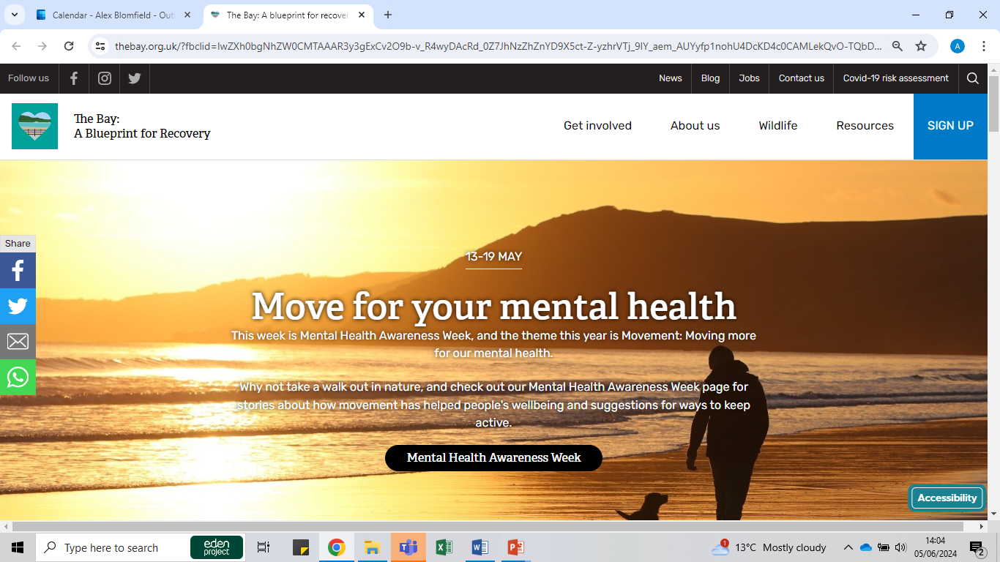 Calendar - Alex Blomfield - Outl
The Bay: A blueprint for recover
thebay.org.uk/?fbclid=IwZXh0bgNhZW0CMTAAAR3y3gExCv2O9b-v_R4wyDAcRd_0Z7JhNzZhZnYD9X5ct-Z-yzhrVTj_9lY_aem_AUYyfp1nohU4DcKD4c0CAMLekQvO-TQbD...
A
Follow us
News
Blog
Jobs
Contact us
Covid-19 risk assessment
The Bay:
A Blueprint for Recovery
Get involved
About us
Wildlife
Resources
SIGN UP
Share
13-19 MAY
Move for your mental health
This week is Mental Health Awareness Week, and the theme this year is Movement: Moving more
for our mental health.
Why not take a walk out in nature, and check out our Mental Health Awareness Week page for
stories about how movement has helped people's wellbeing and suggestions for ways to keep
active.
Mental Health Awareness Week
Accessibility
Type here to search
eden
project
1
13°C Mostly cloudy
14:04
05/06/2024
2